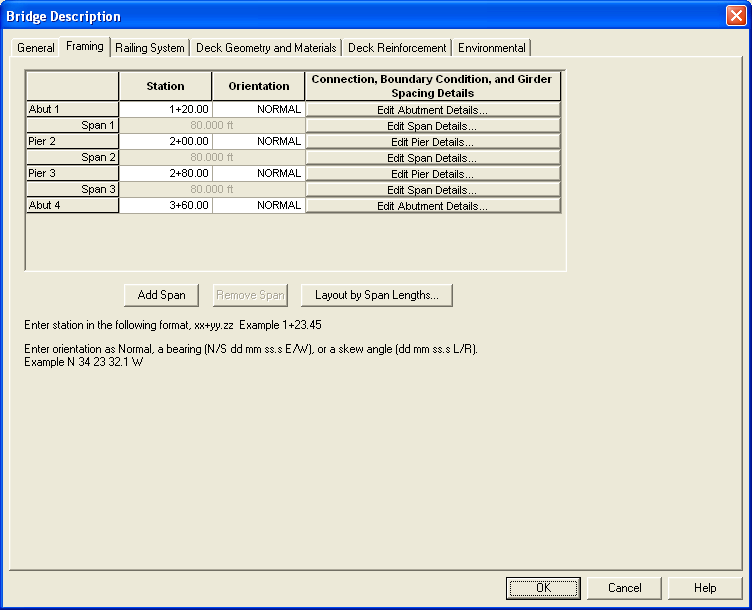 Bridge Description
General Framing Railing System Deck Geometry and Materials Deck Reinforcement Environmental
Station Orientation Connection, Boundary Condition, and Girder
Spacing Details
Abut 1 1+20.00 NORMAL Edit Abutment Details...
Span 1 80.000 ft Edit Span Details...
Pier 2 2+00.00 NORMAL Edit Pier Details...
Span 2 80.000 ft Edit Span Details...
Pier 3 2+80.00 NORMAL Edit Pier Details...
Span 3 80.000 ft Edit Span Details...
Abut 4 3+60.00 NORMAL Edit Abutment Details...
Add Span Remove Span Layout by Span Lengths...
Enter station in the following format, xx+yy.zz Example 1+23.45
Enter orientation as Normal, a bearing (N/S dd mm ss.s E/W), or a skew angle (dd mm ss.s L/R).
Example N 34 23 32.1 W
OK Cancel Help